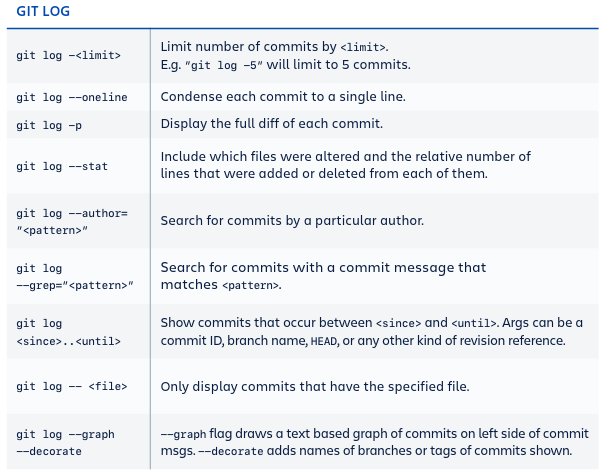 GIT LOG
git log -<limit>
Limit number of commits by <limit>.
E.g. "git log -5" will limit to 5 commits.
git log --oneline
Condense each commit to a single line.
git log -p
Display the full diff of each commit.
git log --stat
Include which files were altered and the relative number of
lines that were added or deleted from each of them.
git log --author=
"<pattern>"
Search for commits by a particular author.
git log
--grep="<pattern>"
Search for commits with a commit message that
matches <pattern>.
git log
<since>..<until>
Show commits that occur between <since> and <until>. Args can be a
commit ID, branch name, HEAD, or any other kind of revision reference.
git log -- <file>
Only display commits that have the specified file.
git log --graph
--decorate
--graph flag draws a text based graph of commits on left side of commit
msgs. --decorate adds names of branches or tags of commits shown.